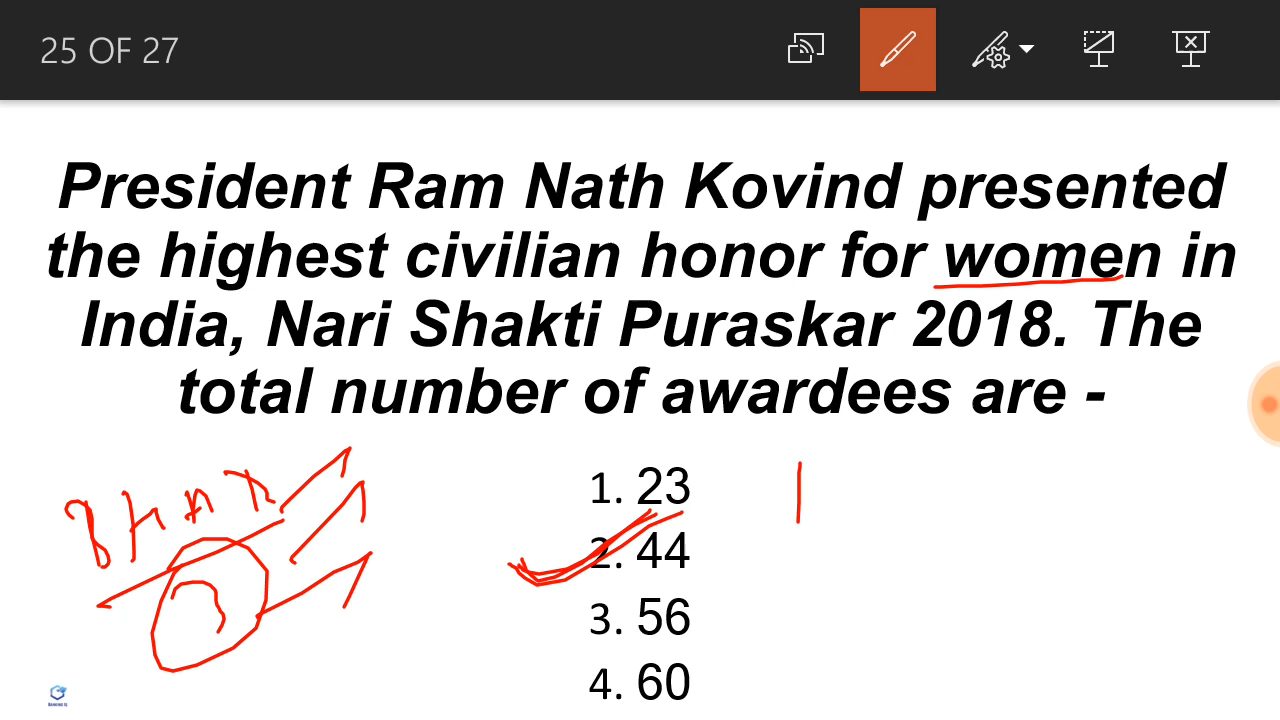 25 OF 27
President Ram Nath Kovind presented
the highest civilian honor for women in
India, Nari Shakti Puraskar 2018. The
total number of awardees are -
1. 23
2. 44
3. 56
4. 60